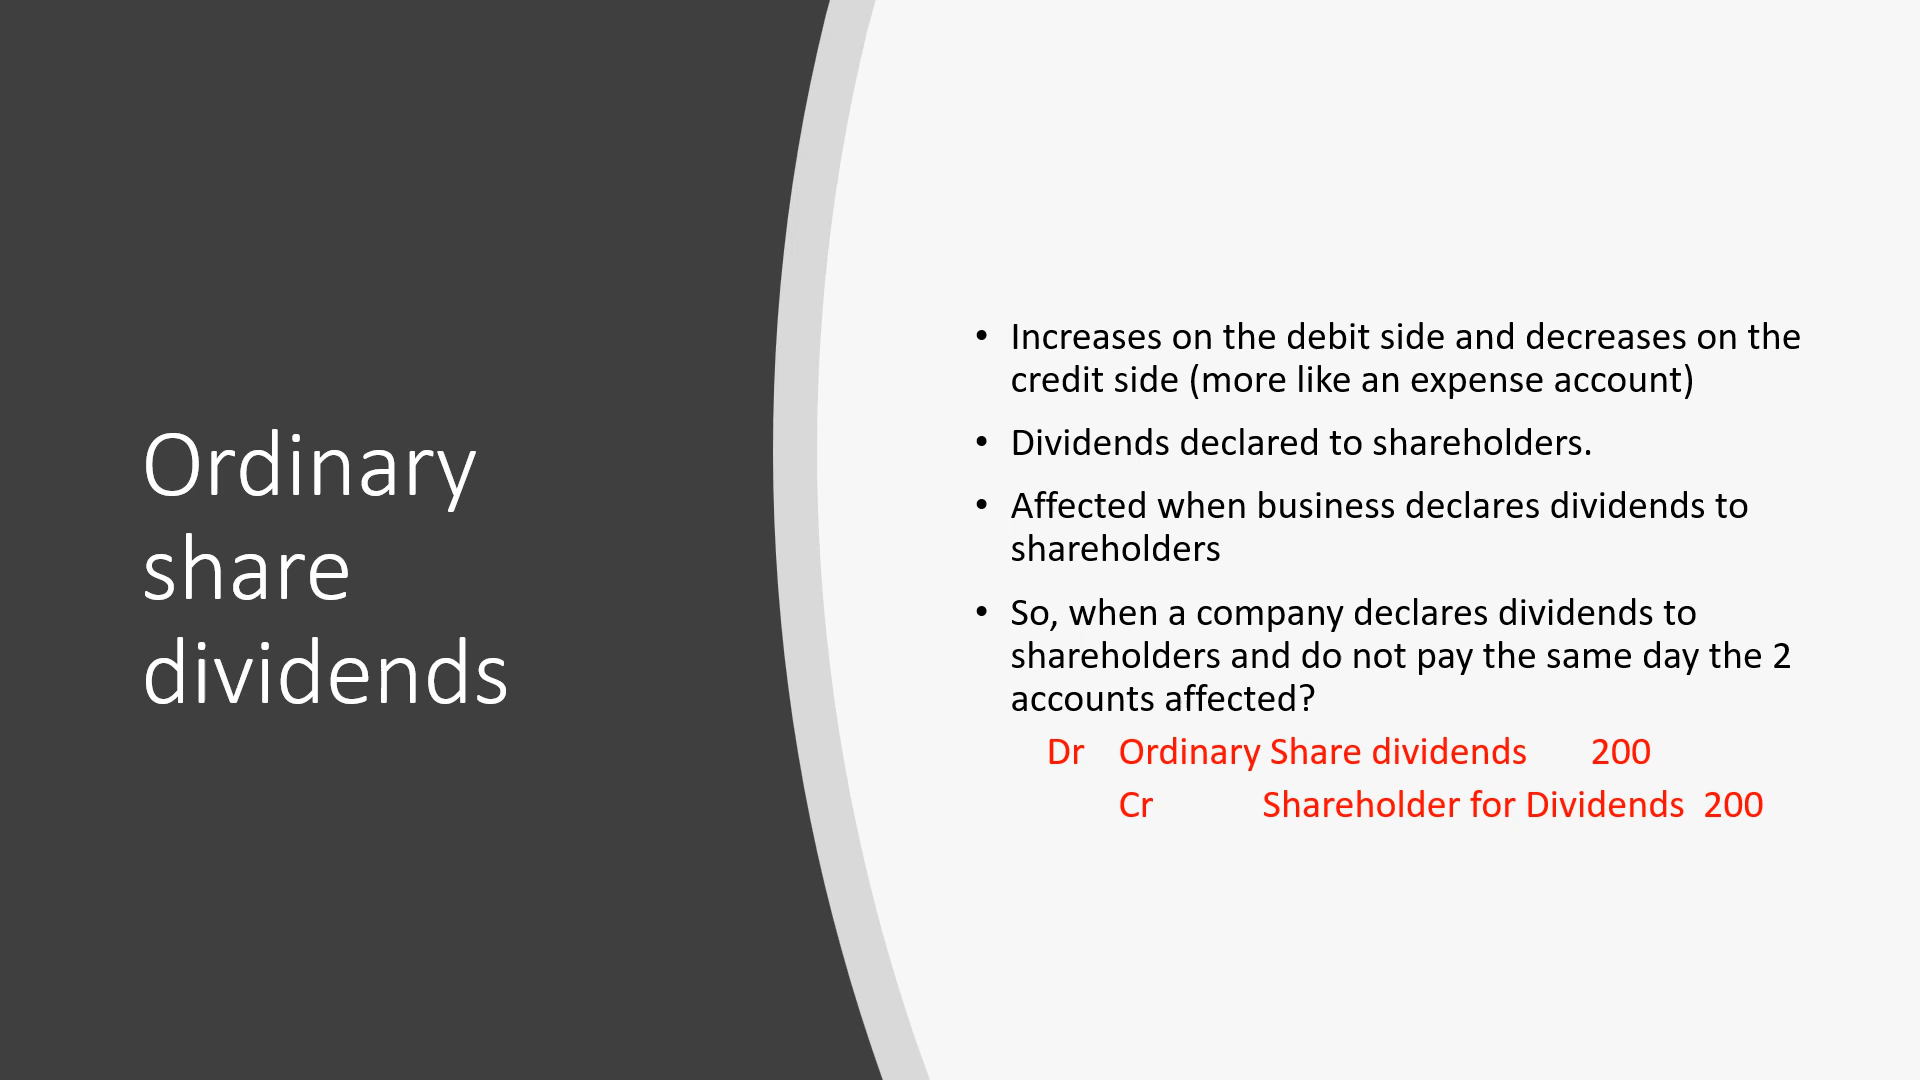 Ordinary
share
dividends
• Increases on the debit side and decreases on the
credit side (more like an expense account)
• Dividends declared to shareholders.
• Affected when business declares dividends to
shareholders
• So, when a company declares dividends to
shareholders and do not pay the same day the 2
accounts affected?
Dr Ordinary Share dividends 200
Cr Shareholder for Dividends 200